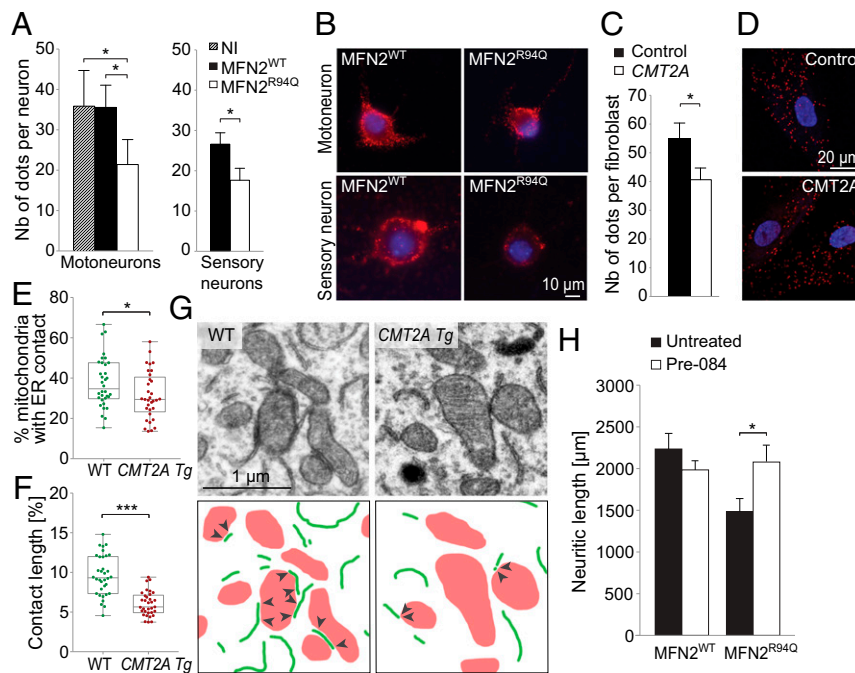 A
Nb of dots per neuron
50
40
30
20
10
0
*
*
Motoneurons
50
40
30
20
10
0
NI
MFN2WT
MFN2R94Q
*
Sensory
neurons
B
Motoneuron
Sensory neuron
MFN2WT
MFN2R94Q
MFN2WT
MFN2R94Q
10 µm
C
Control
CMT2A
Nb of dots per fibroblast
70
60
50
40
30
20
10
0
*
D
Control
20 µm
CMT2A
E
% mitochondria
with ER contact
80
60
40
20
0
*
WT
CMT2A Tg
F
Contact length [%]
20
15
10
5
0
***
WT
CMT2A Tg
G
WT
CMT2A Tg
1 µm
H
Untreated
Pre-084
Neuritic length [µm]
3000
2500
2000
1500
1000
500
0
*
MFN2WT
MFN2R94Q